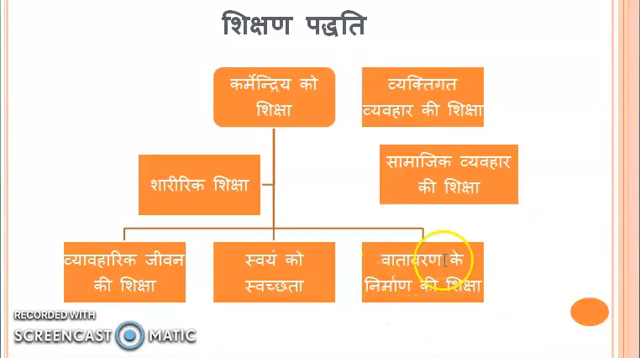 शिक्षण पद्धति
कर्मेन्द्रिय को
शिक्षा
व्यक्तिगत
व्यवहार की शिक्षा
शारीरिक शिक्षा
सामाजिक व्यवहार
की शिक्षा
व्यावहारिक जीवन
की शिक्षा
स्वयं को
स्वच्छता
वातावरण के
निर्माण की शिक्षा
RECORDED WITH
SCREENCAST MATIC